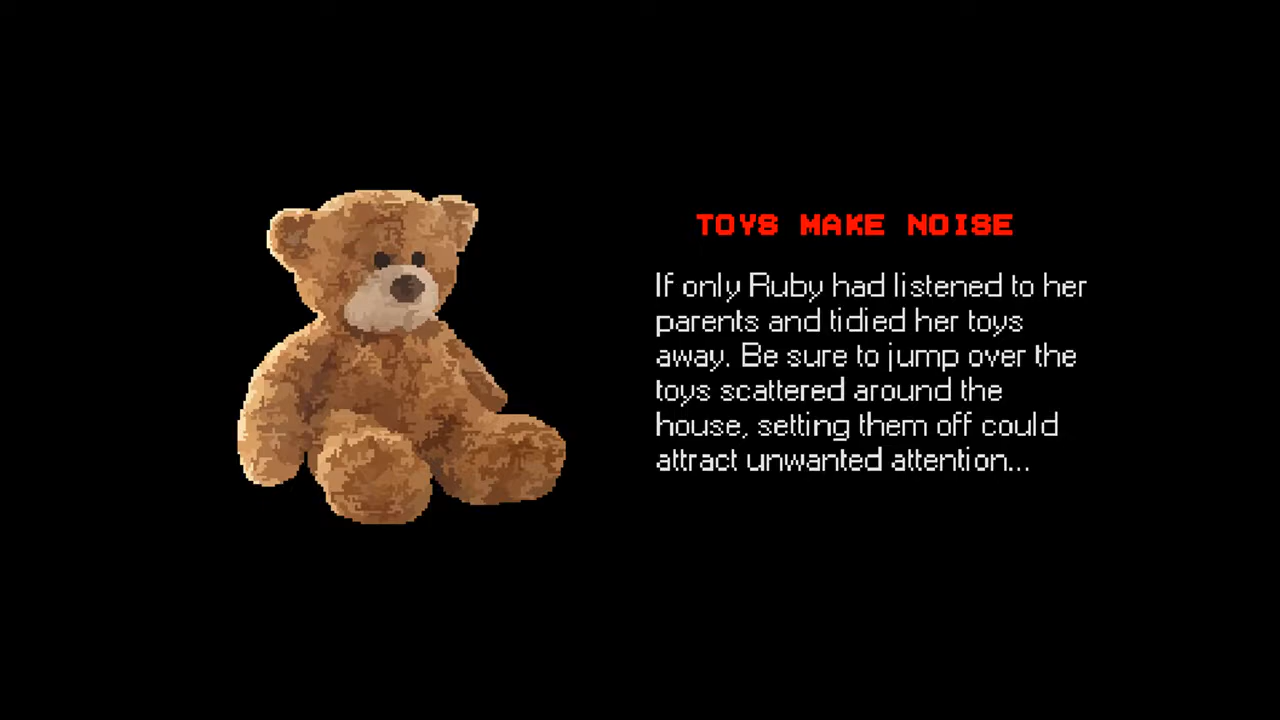 TOYS MAKE NOISE
If only Ruby had listened to her
parents and tidied her toys
away. Be sure to jump over the
toys scattered around the
house, setting them off could
attract unwanted attention...